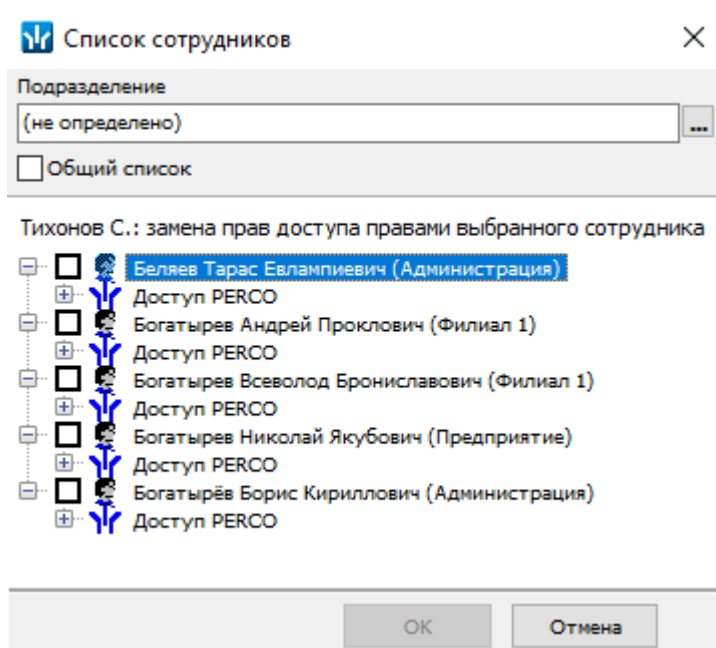 Список сотрудников
Подразделение
(не определено)
...
Общий список
Тихонов С.: замена прав доступа правами выбранного сотрудника
Беляев Тарас Евлампиевич (Администрация)
Доступ PERCO
Богатырев Андрей Проклович (Филиал 1)
Доступ PERCO
Богатырев Всеволод Брониславович (Филиал 1)
Доступ PERCO
Богатырев Николай Якубович (Предприятие)
Доступ PERCO
Богатырёв Борис Кириллович (Администрация)
Доступ PERCO
OK
Отмена